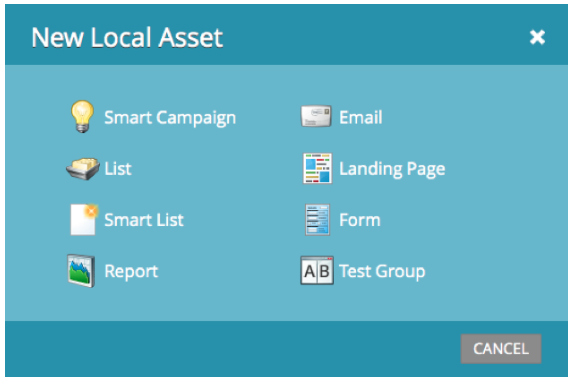 New Local Asset
Smart Campaign
Email
List
Landing Page
Smart List
Form
Report
A B Test Group
CANCEL